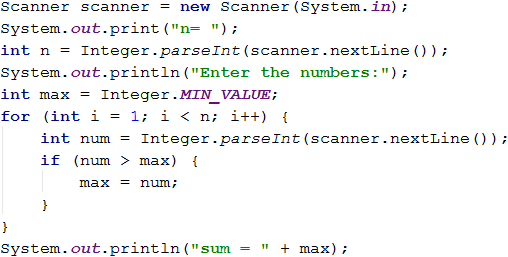 Scanner scanner = new Scanner(System.in);
System.out.print("n= ");
int n = Integer.parseInt(scanner.nextLine());
System.out.println("Enter the numbers:");
int max = Integer.MIN_VALUE;
for (int i = 1; i < n; i++) {
    int num = Integer.parseInt(scanner.nextLine());
    if (num > max) {
        max = num;
    }
}
System.out.println("sum = " + max);